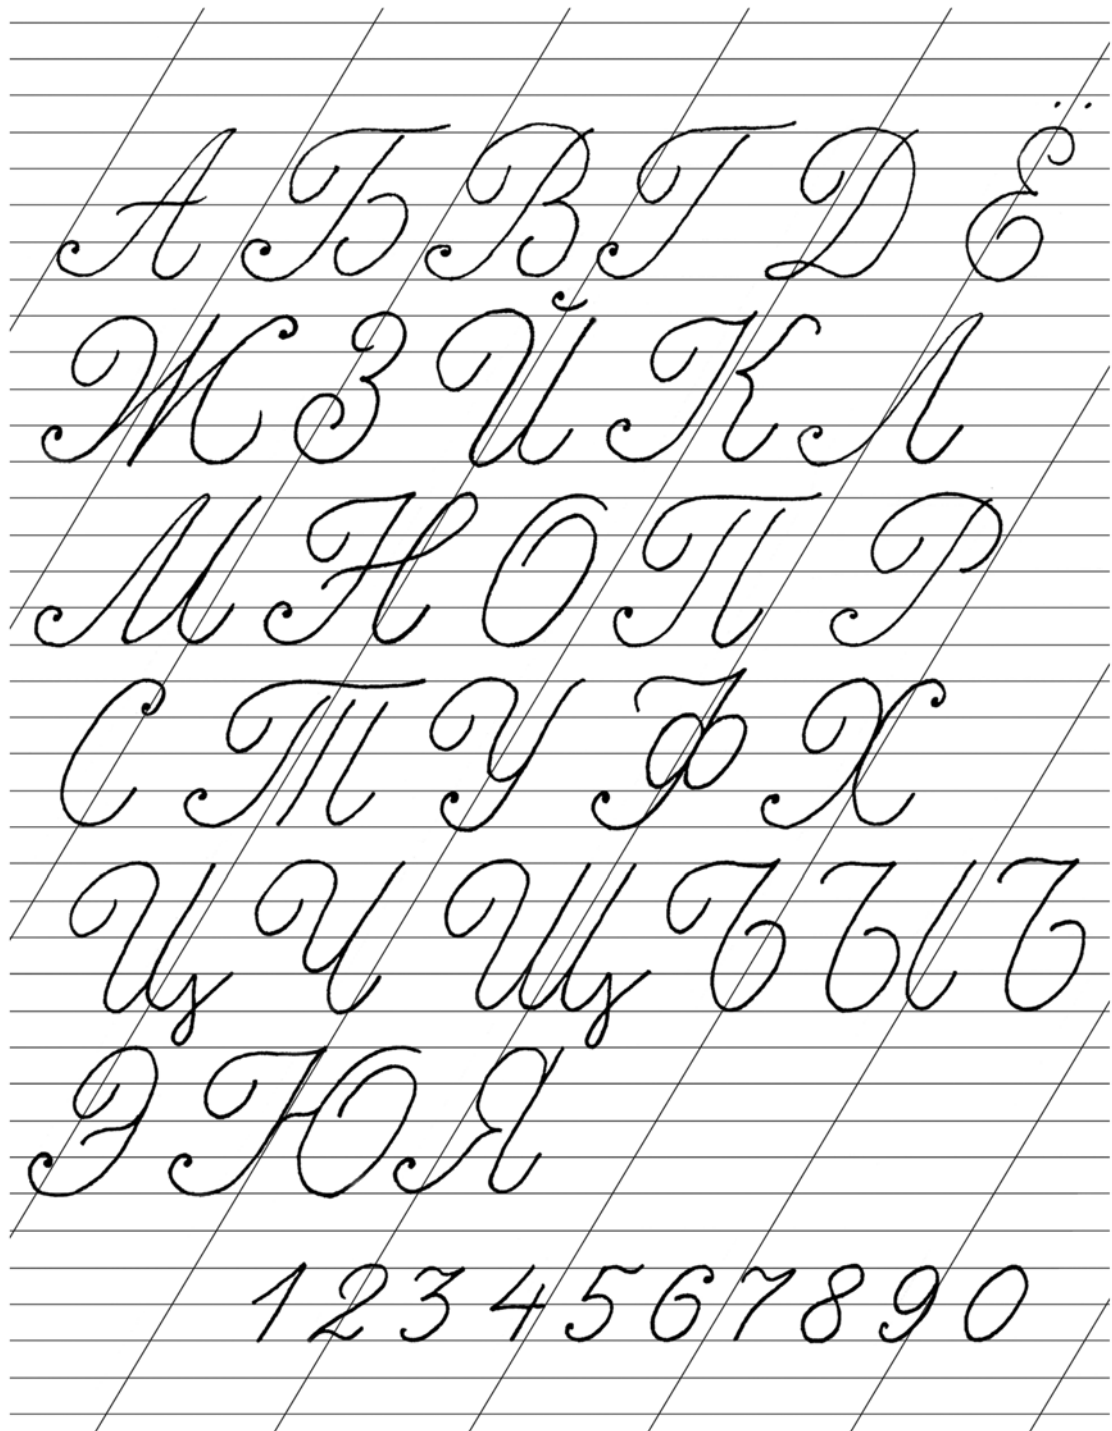 А Б В Г Д Ё
Ж З Й К Л
М Н О П Р
С Т У Ф Х
Ц Ч Щ Ъ Ы Ь
Э Ю Я
1 2 3 4 5 6 7 8 9 0